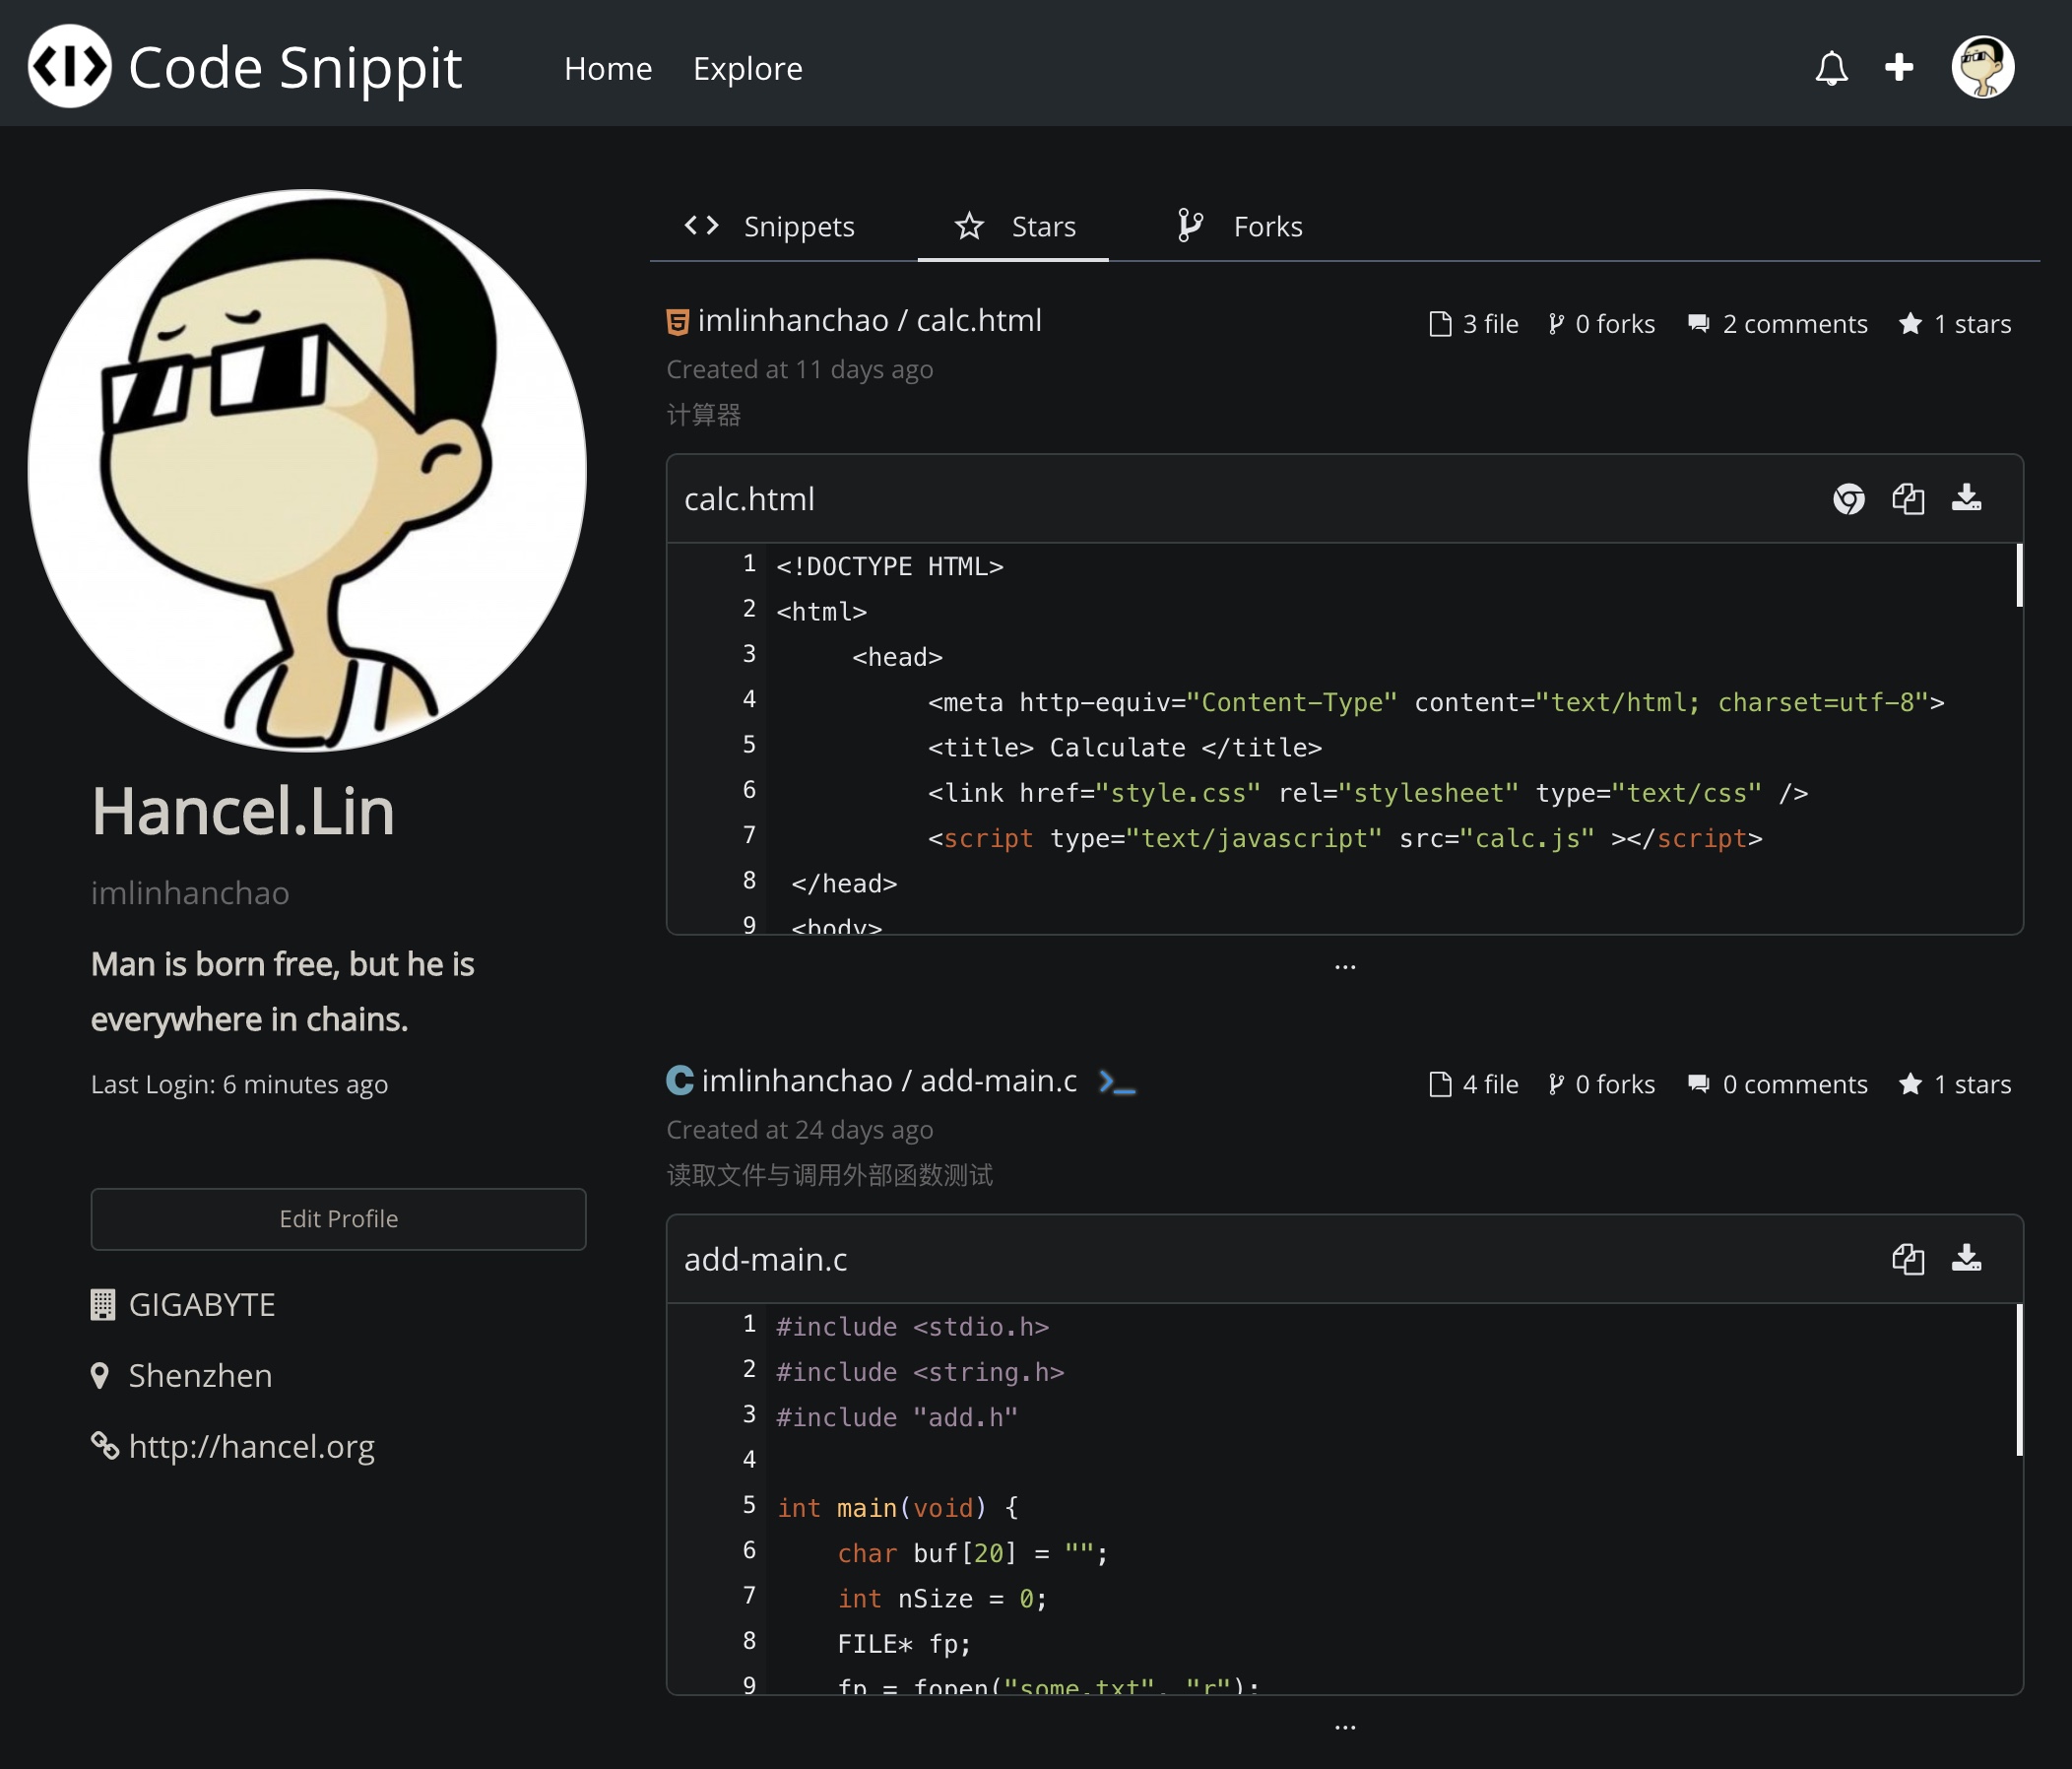 Code Snippit
Home
Explore
Hancel.Lin
imlinhanchao
Man is born free, but he is
everywhere in chains.
Last Login: 6 minutes ago
Edit Profile
GIGABYTE
Shenzhen
http://hancel.org
Snippets
Stars
Forks
imlinhanchao / calc.html
3 file
0 forks
2 comments
1 stars
Created at 11 days ago
计算器
calc.html
1 <!DOCTYPE HTML>
2 <html>
3 <head>
4 <meta http-equiv="Content-Type" content="text/html; charset=utf-8">
5 <title> Calculate </title>
6 <link href="style.css" rel="stylesheet" type="text/css" />
7 <script type="text/javascript" src="calc.js" ></script>
8 </head>
9 <body>
...
imlinhanchao / add-main.c
4 file
0 forks
0 comments
1 stars
Created at 24 days ago
读取文件与调用外部函数测试
add-main.c
1 #include <stdio.h>
2 #include <string.h>
3 #include "add.h"
4
5 int main(void) {
6 char buf[20] = "";
7 int nSize = 0;
8 FILE* fp;
9 fp = fopen("some.txt", "r");
...